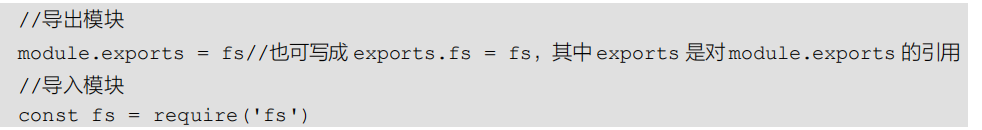 //导出模块
module.exports = fs//也可写成 exports.fs = fs，其中 exports 是对 module.exports 的引用
//导入模块
const fs = require('fs')